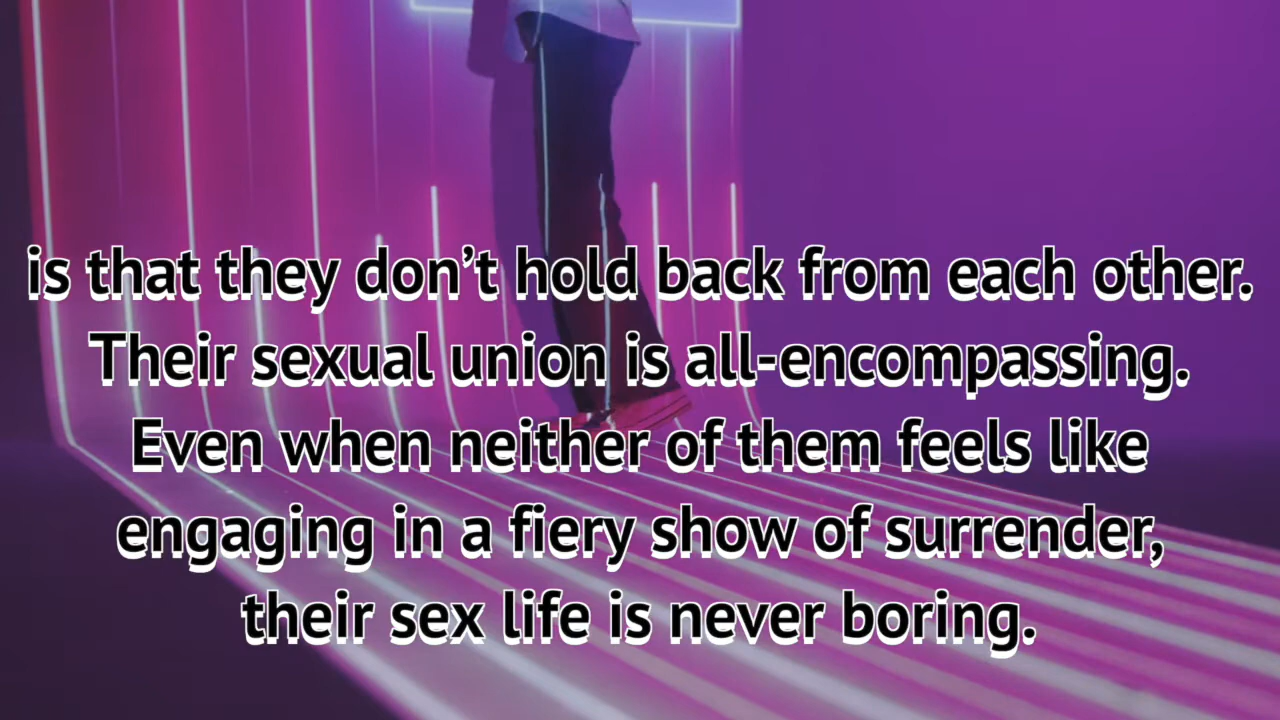 is that they don’t hold back from each other.
Their sexual union is all-encompassing.
Even when neither of them feels like
engaging in a fiery show of surrender,
their sex life is never boring.